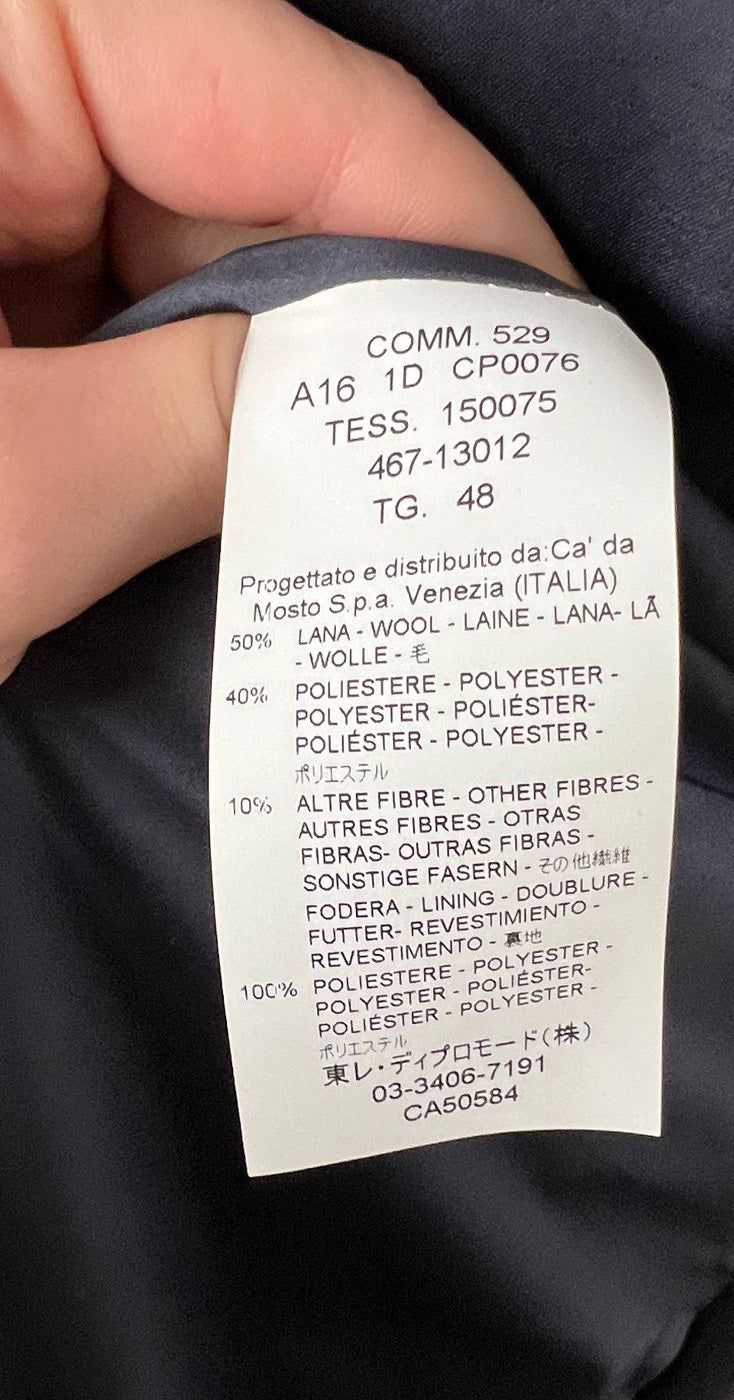 COMM. 529
A16 1D CP0076
TESS. 150075
467-13012
TG. 48
Progettato e distribuito da:Ca' da
Mosto S.p.a. Venezia (ITALIA)
50% LANA - WOOL - LAINE - LANA- LÃ
- WOLLE - 毛
40% POLIESTERE - POLYESTER -
POLYESTER - POLIÉSTER-
POLIÉSTER - POLYESTER -
ポリエステル
10% ALTRE FIBRE - OTHER FIBRES -
AUTRES FIBRES - OTRAS
FIBRAS- OUTRAS FIBRAS -
SONSTIGE FASERN - その他繊維
FODERA - LINING - DOUBLURE -
FUTTER- REVESTIMIENTO -
REVESTIMENTO - 裏地
100% POLIESTERE - POLYESTER -
POLYESTER - POLIÉSTER-
POLIÉSTER - POLYESTER -
ポリエステル
東レ・ディプロモード(株)
03-3406-7191
CA50584